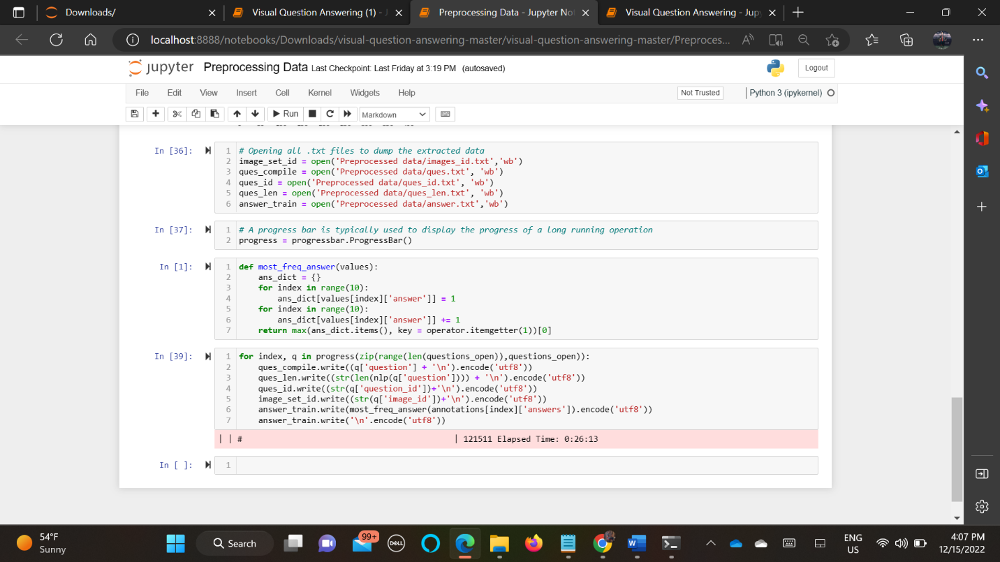 Downloads/
Visual Question Answering (1) - J
Preprocessing Data - Jupyter No
Visual Question Answering - Jup
localhost:8888/notebooks/Downloads/visual-question-answering-master/visual-question-answering-master/Preproces...
jupyter Preprocessing Data Last Checkpoint: Last Friday at 3:19 PM (autosaved)
Logout
File Edit View Insert Cell Kernel Widgets Help
Not Trusted
Python 3 (ipykernel)
Run
Markdown
In [36]:
1 # Opening all .txt files to dump the extracted data
2 image_set_id = open('Preprocessed data/images_id.txt','wb')
3 ques_compile = open('Preprocessed data/ques.txt', 'wb')
4 ques_id = open('Preprocessed data/ques_id.txt', 'wb')
5 ques_len = open('Preprocessed data/ques_len.txt', 'wb')
6 answer_train = open('Preprocessed data/answer.txt','wb')
In [37]:
1 # A progress bar is typically used to display the progress of a long running operation
2 progress = progressbar.ProgressBar()
In [1]:
1 def most_freq_answer(values):
2     ans_dict = {}
3     for index in range(10):
4         ans_dict[values[index]['answer']] = 1
5     for index in range(10):
6         ans_dict[values[index]['answer']] += 1
7     return max(ans_dict.items(), key = operator.itemgetter(1))[0]
In [39]:
1 for index, q in progress(zip(range(len(questions_open)),questions_open)):
2     ques_compile.write((q['question'] + '\n').encode('utf8'))
3     ques_len.write((str(len(nlp(q['question']))) + '\n').encode('utf8'))
4     ques_id.write((str(q['question_id'])+'\n').encode('utf8'))
5     image_set_id.write((str(q['image_id'])+'\n').encode('utf8'))
6     answer_train.write(most_freq_answer(annotations[index]['answers']).encode('utf8'))
7     answer_train.write('\n'.encode('utf8'))
| | # | 121511 Elapsed Time: 0:26:13
In [ ]:
1
54°F
Sunny
Search
99+
DELL
ENG
US
4:07 PM
12/15/2022